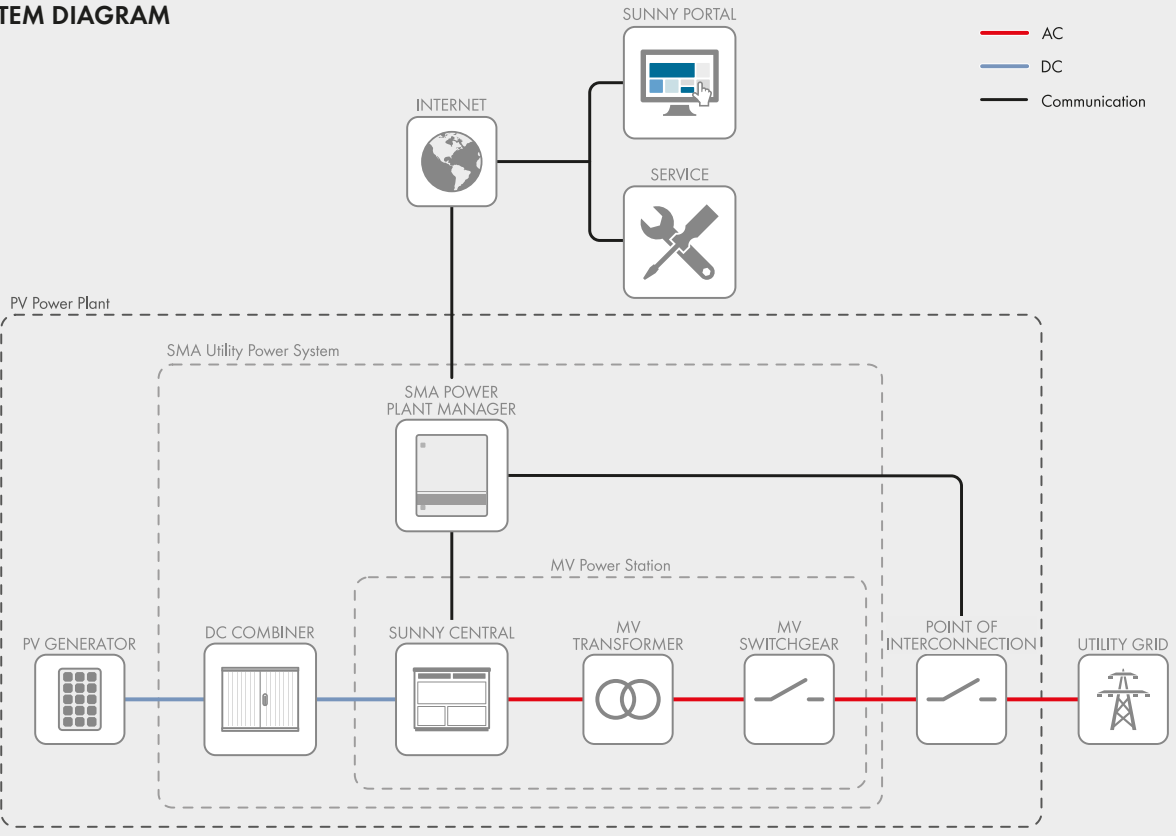 TEM DIAGRAM
SUNNY PORTAL
AC
DC
Communication
INTERNET
SERVICE
PV Power Plant
SMA Utility Power System
SMA POWER
PLANT MANAGER
MV Power Station
PV GENERATOR
DC COMBINER
SUNNY CENTRAL
MV
TRANSFORMER
MV
SWITCHGEAR
POINT OF
INTERCONNECTION
UTILITY GRID